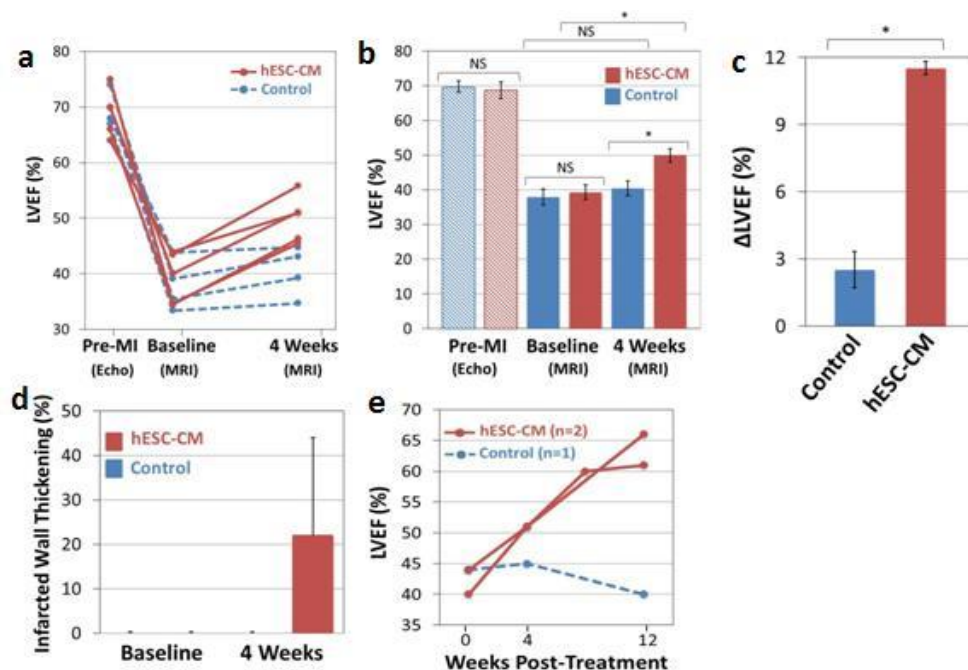 a
80
70
60
50
40
30
LVEF (%)
hESC-CM
Control
Pre-MI Baseline 4 Weeks
(Echo) (MRI) (MRI)
b
*
NS
NS
NS
*
hESC-CM
Control
80
70
60
50
40
30
20
10
0
LVEF (%)
Pre-MI Baseline 4 Weeks
(Echo) (MRI) (MRI)
c
*
12
9
6
3
0
ΔLVEF (%)
Control
hESC-CM
d
50
40
30
20
10
0
Infarcted Wall Thickening (%)
hESC-CM
Control
Baseline 4 Weeks
e
70
65
60
55
50
45
40
35
LVEF (%)
hESC-CM (n=2)
Control (n=1)
0 4 12
Weeks Post-Treatment